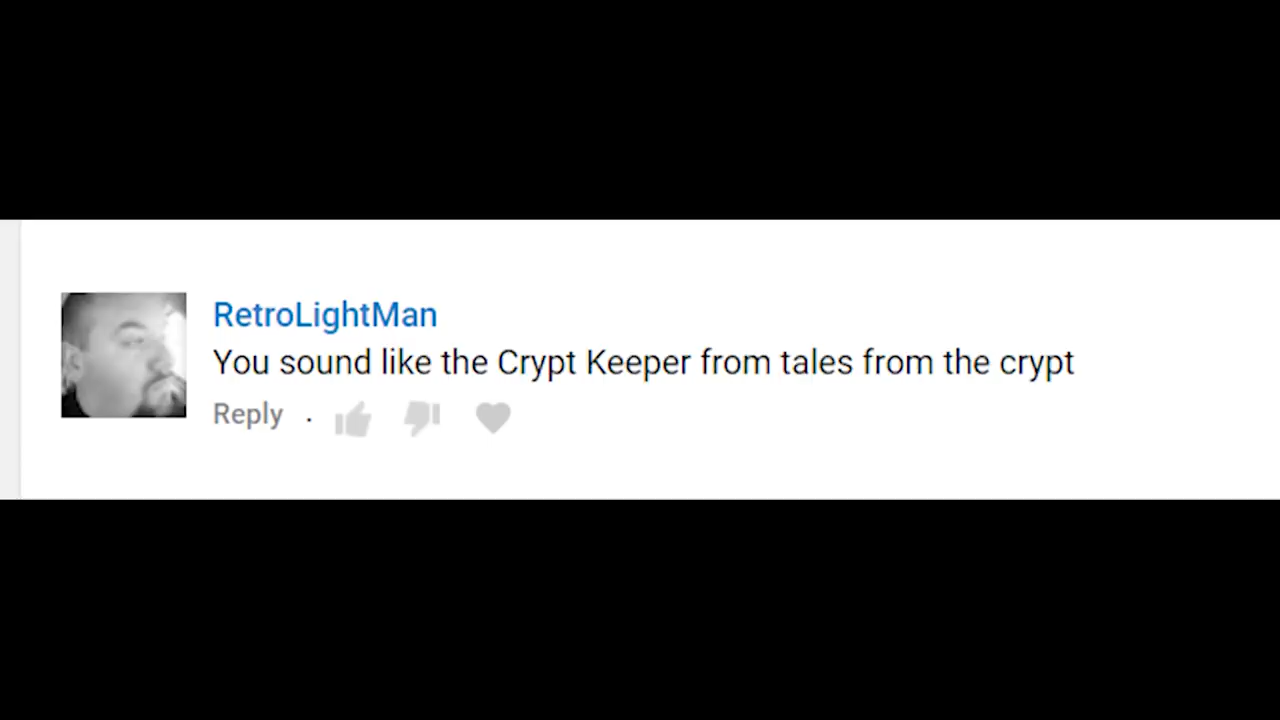 RetroLightMan
You sound like the Crypt Keeper from tales from the crypt
Reply .